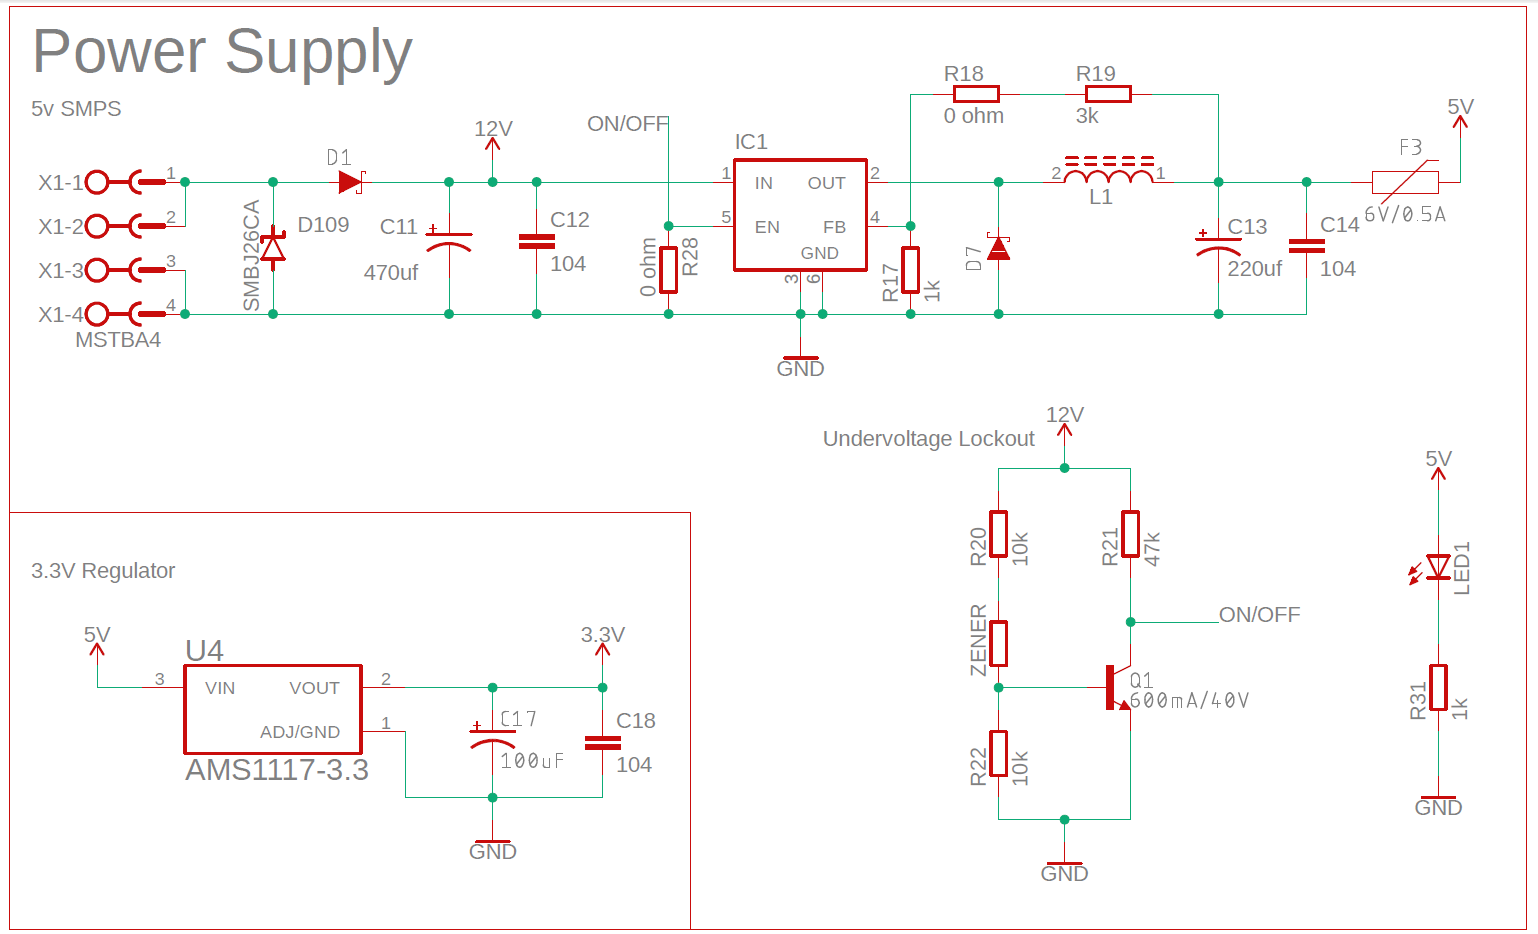 Power Supply
5v SMPS
R18
R19
0 ohm
3k
5V
12V
ON/OFF
IC1
F3
D1
X1-1
1
1
IN
OUT
2
2
1
L1
6V/0.5A
X1-2
2
SMBJ26CA
D109
C11
C12
5
EN
FB
4
C13
C14
GND
X1-3
3
470uf
104
0 ohm
R28
3
6
R17
1k
D7
220uf
104
X1-4
4
MSTBA4
GND
12V
Undervoltage Lockout
5V
R20
10k
R21
47k
LED1
3.3V Regulator
ON/OFF
5V
U4
3.3V
ZENER
3
VIN
VOUT
2
Q1
600mA/40V
R31
1k
ADJ/GND
1
C17
C18
AMS1117-3.3
100uF
104
R22
10k
GND
GND
GND